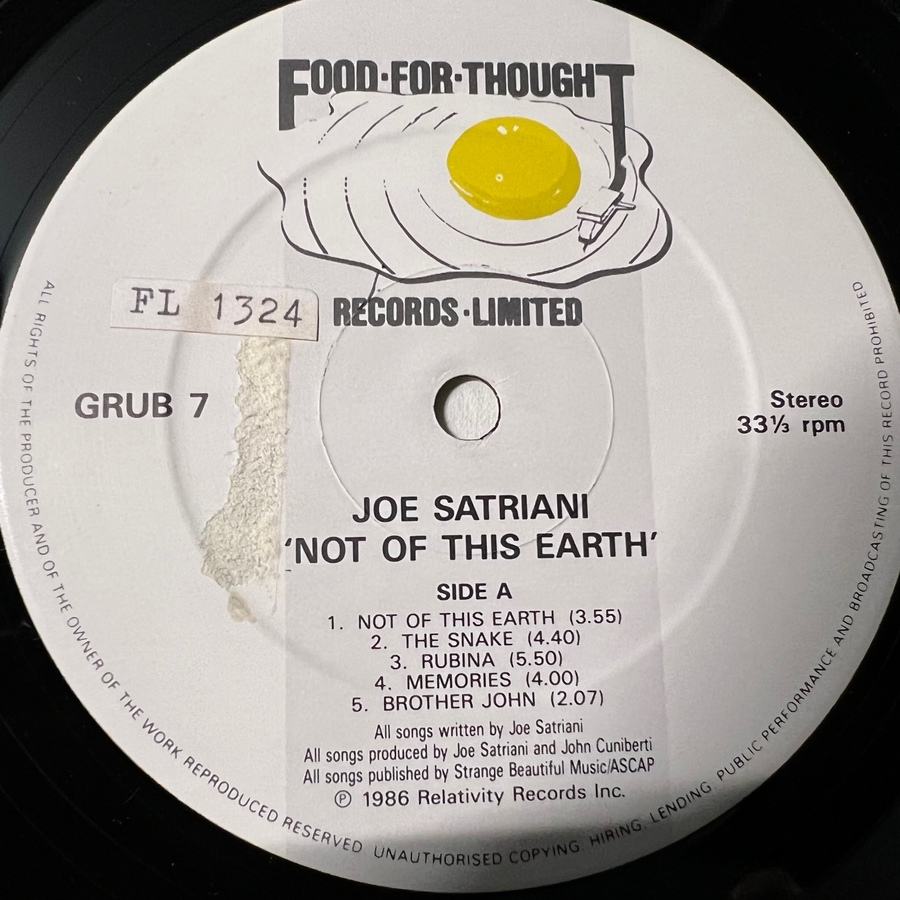 FOOD·FOR·THOUGHT
RECORDS·LIMITED
FL 1324
GRUB 7
Stereo
33⅓ rpm
JOE SATRIANI
‘NOT OF THIS EARTH’
SIDE A
1. NOT OF THIS EARTH (3.55)
2. THE SNAKE (4.40)
3. RUBINA (5.50)
4. MEMORIES (4.00)
5. BROTHER JOHN (2.07)
All songs written by Joe Satriani
All songs produced by Joe Satriani and John Cuniberti
All songs published by Strange Beautiful Music/ASCAP
℗ 1986 Relativity Records Inc.
ALL RIGHTS OF THE PRODUCER AND OF THE OWNER OF THE WORK REPRODUCED RESERVED UNAUTHORISED COPYING, HIRING, LENDING, PUBLIC PERFORMANCE AND BROADCASTING OF THIS RECORD PROHIBITED